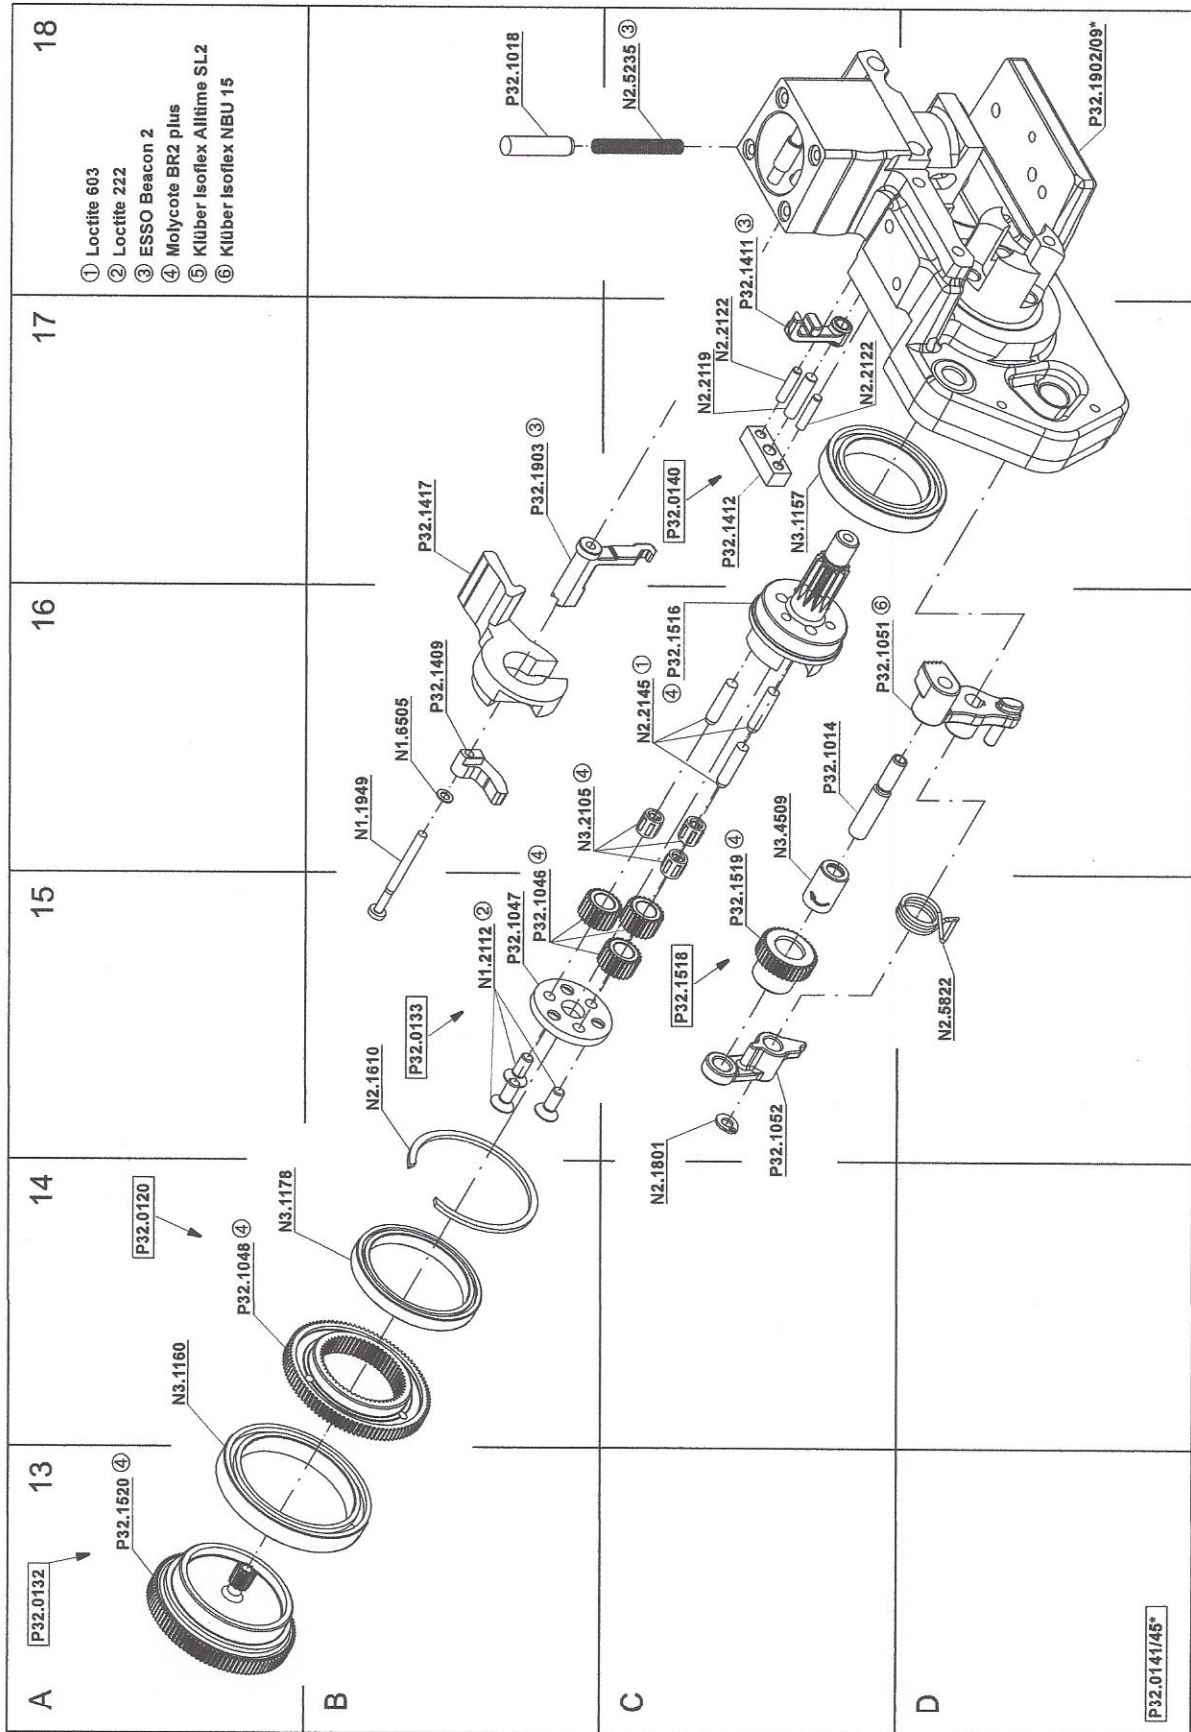 13
14
15
16
17
18
A
B
C
D
① Loctite 603
② Loctite 222
③ ESSO Beacon 2
④ Molycote BR2 plus
⑤ Klüber Isoflex Alltime SL2
⑥ Klüber Isoflex NBU 15
P32.0132
P32.1520 ④
N3.1160
P32.1048 ④
P32.0120
N3.1178
N2.1610
P32.0133
N1.2112 ②
P32.1047
P32.1046 ④
N3.2105 ④
N1.1949
N1.6505
P32.1409
P32.1417
P32.1903 ③
N2.2145 ①
④ P32.1516
P32.0140
P32.1412
N3.1157
N2.2119
N2.2122
N2.2122
P32.1411 ③
P32.1018
N2.5235 ③
N2.1801
P32.1052
P32.1518
P32.1519 ④
N3.4509
P32.1014
P32.1051 ⑥
N2.5822
P32.1902/09*
P32.0141/45*